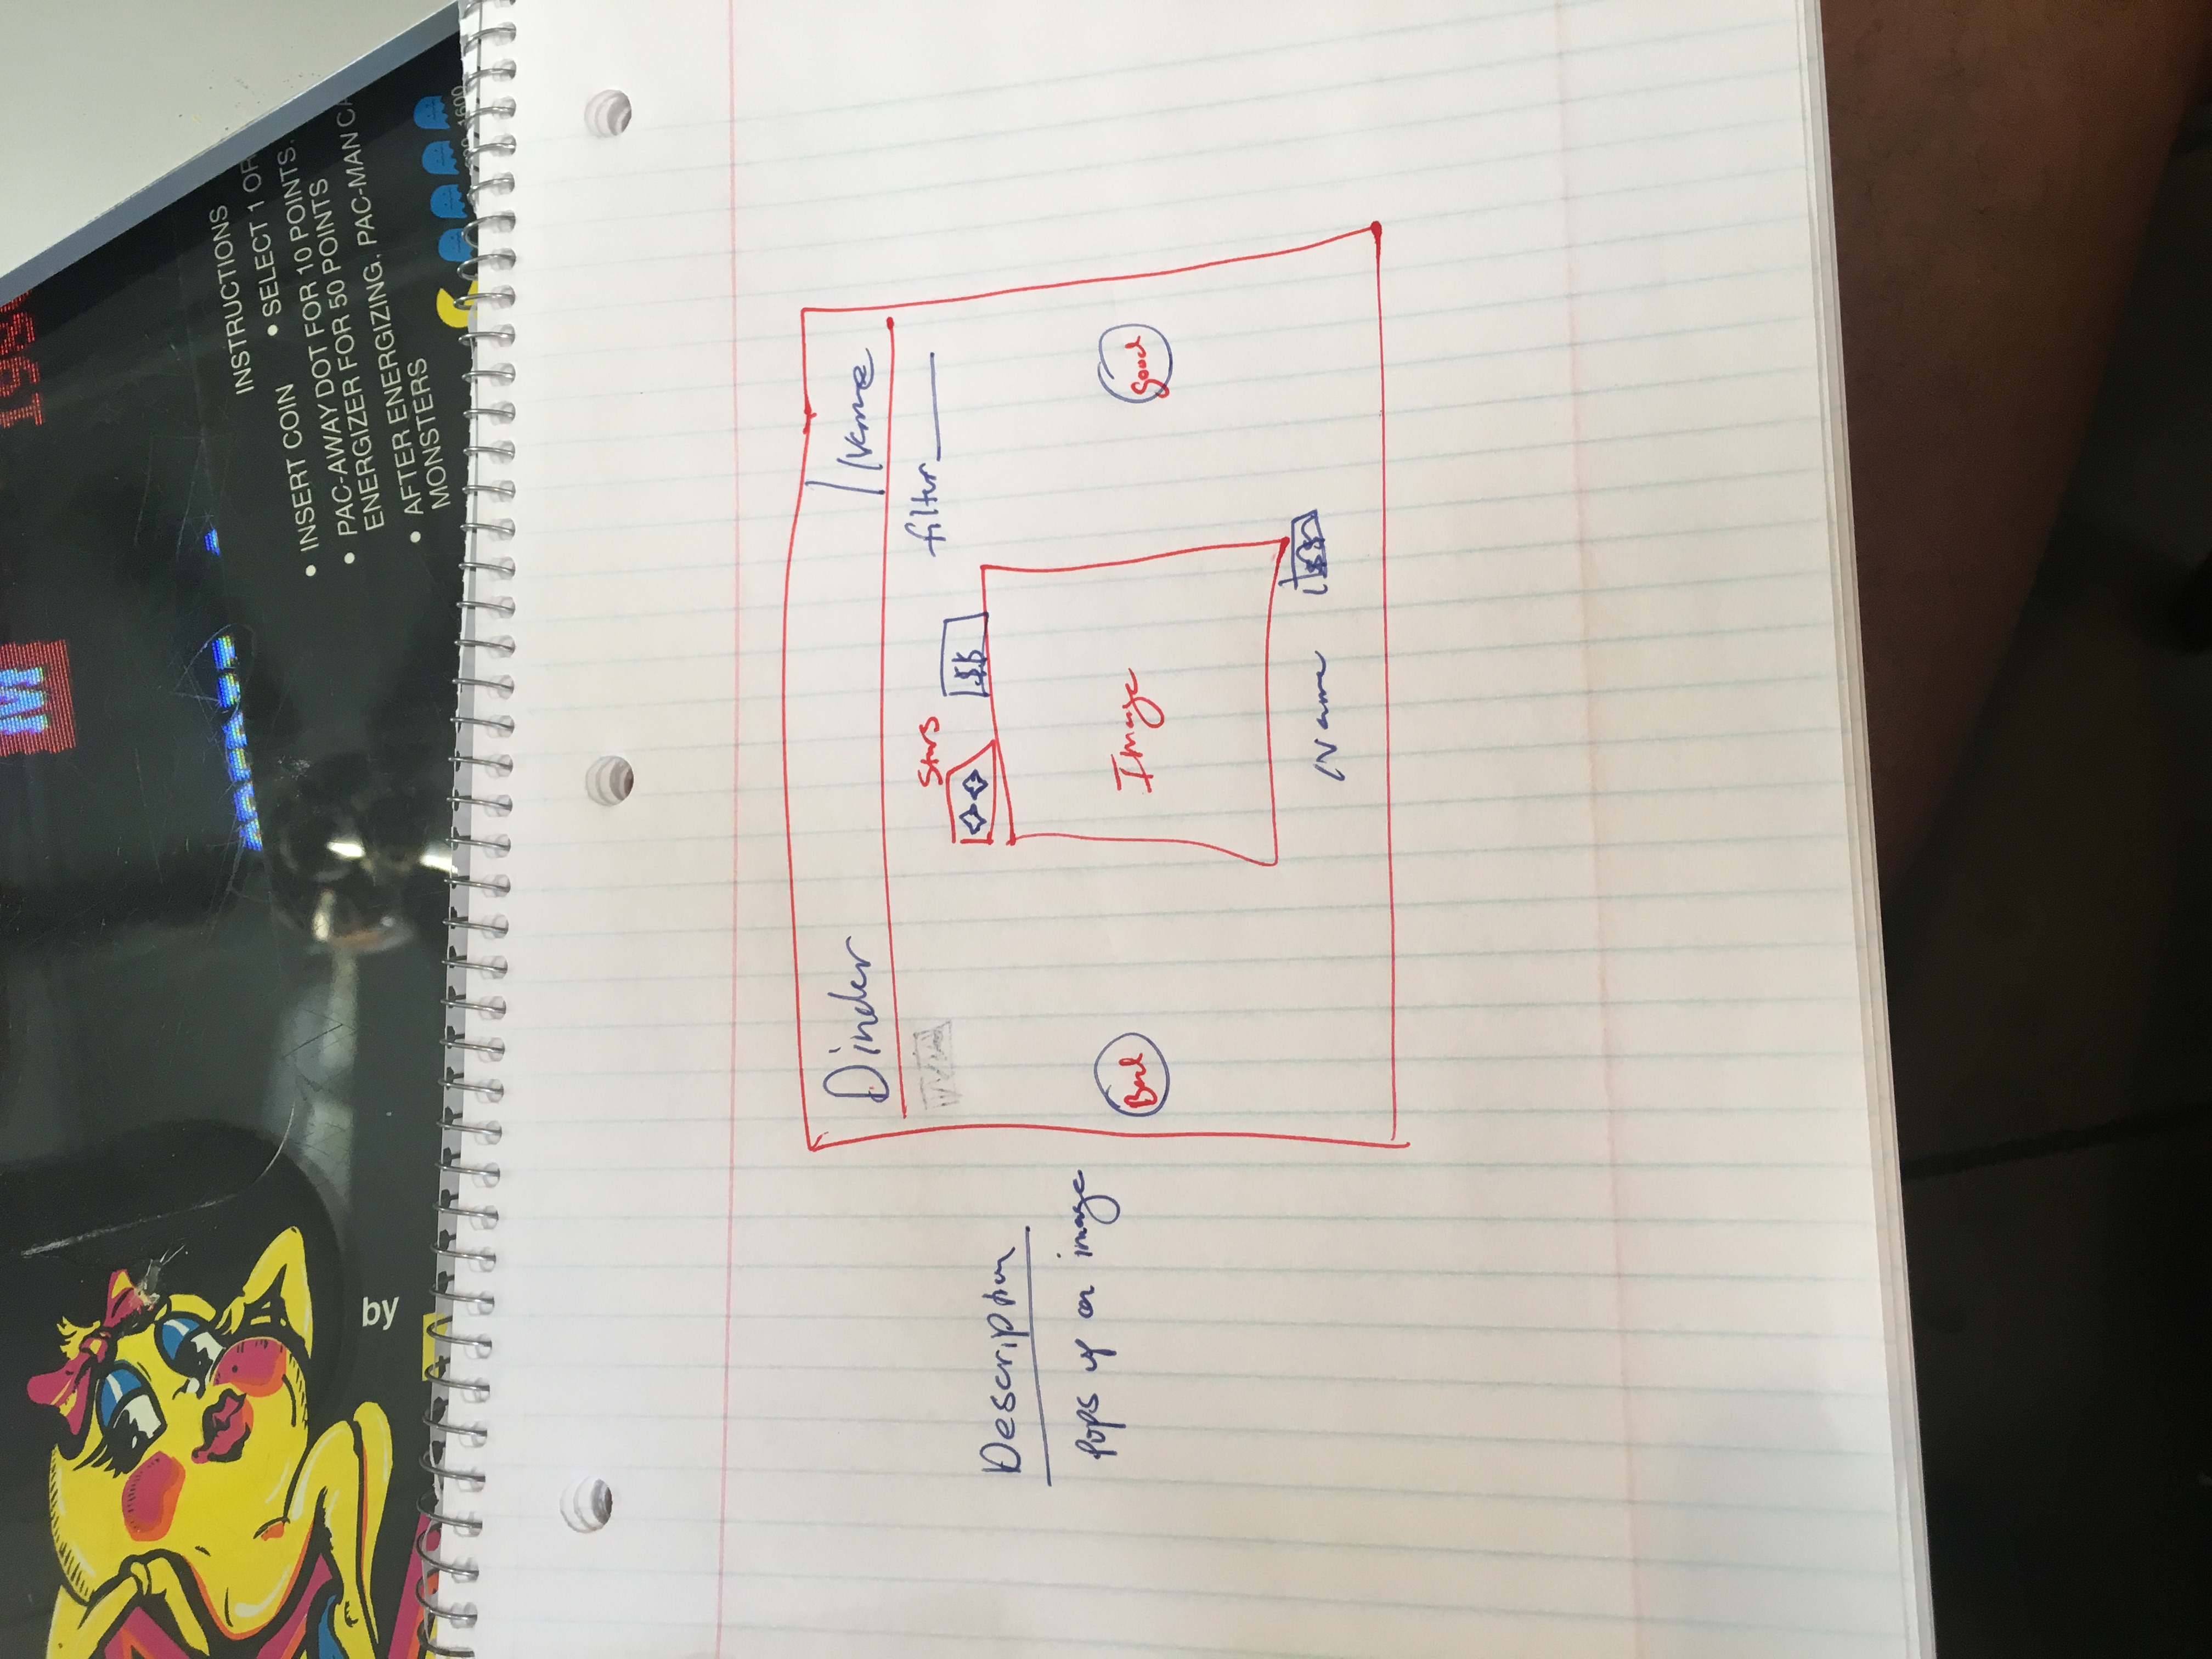 M
198
INSTRUCTIONS
• INSERT COIN • SELECT 1 OR
• PAC-AWAY DOT FOR 10 POINTS,
ENERGIZER FOR 50 POINTS
• AFTER ENERGIZING, PAC-MAN CA
MONSTERS
by
Dinder
Name
Stars
filter
$$
Description
Pops up on image
Bad
Image
Good
Name